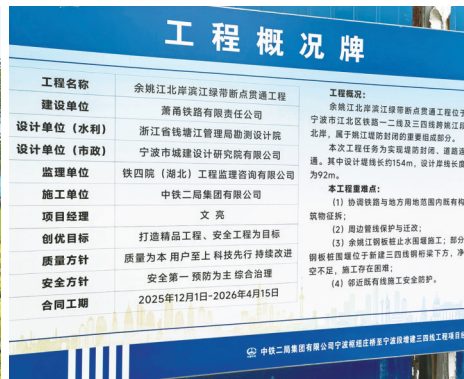 工程概况牌
工程名称 余姚江北岸滨江绿带断点贯通工程
建设单位 萧甬铁路有限责任公司
设计单位（水利） 浙江省钱塘江管理局勘测设计院
设计单位（市政） 宁波市城建设计研究院有限公司
监理单位 铁四院（湖北）工程监理咨询有限公司
施工单位 中铁二局集团有限公司
项目经理 文 亮
创优目标 打造精品工程、安全工程为目标
质量方针 质量为本 用户至上 科技先行 持续改进
安全方针 安全第一 预防为主 综合治理
合同工期 2025年12月1日-2026年4月15日
工程概况：
余姚江北岸滨江绿带断点贯通工程位于
宁波市江北区铁路一二线及三四线跨姚江段
北岸，属于姚江堤防封闭的重要组成部分。
本次工程任务为实现堤防封闭、道路连
通。其中设计堤线长约154m，设计岸线长度
为92m。
本工程重难点：
（1）协调铁路与地方用地范围内既有构
筑物征拆；
（2）周边管线保护与迁改；
（3）余姚江钢板桩止水围堰施工；部分
钢板桩围堰位于新建三四线钢桁梁下方，净
空不足，施工存在困难；
（4）邻近既有线施工安全防护。
中铁二局集团有限公司宁波枢纽庄桥至宁波段增建三四线工程项目经